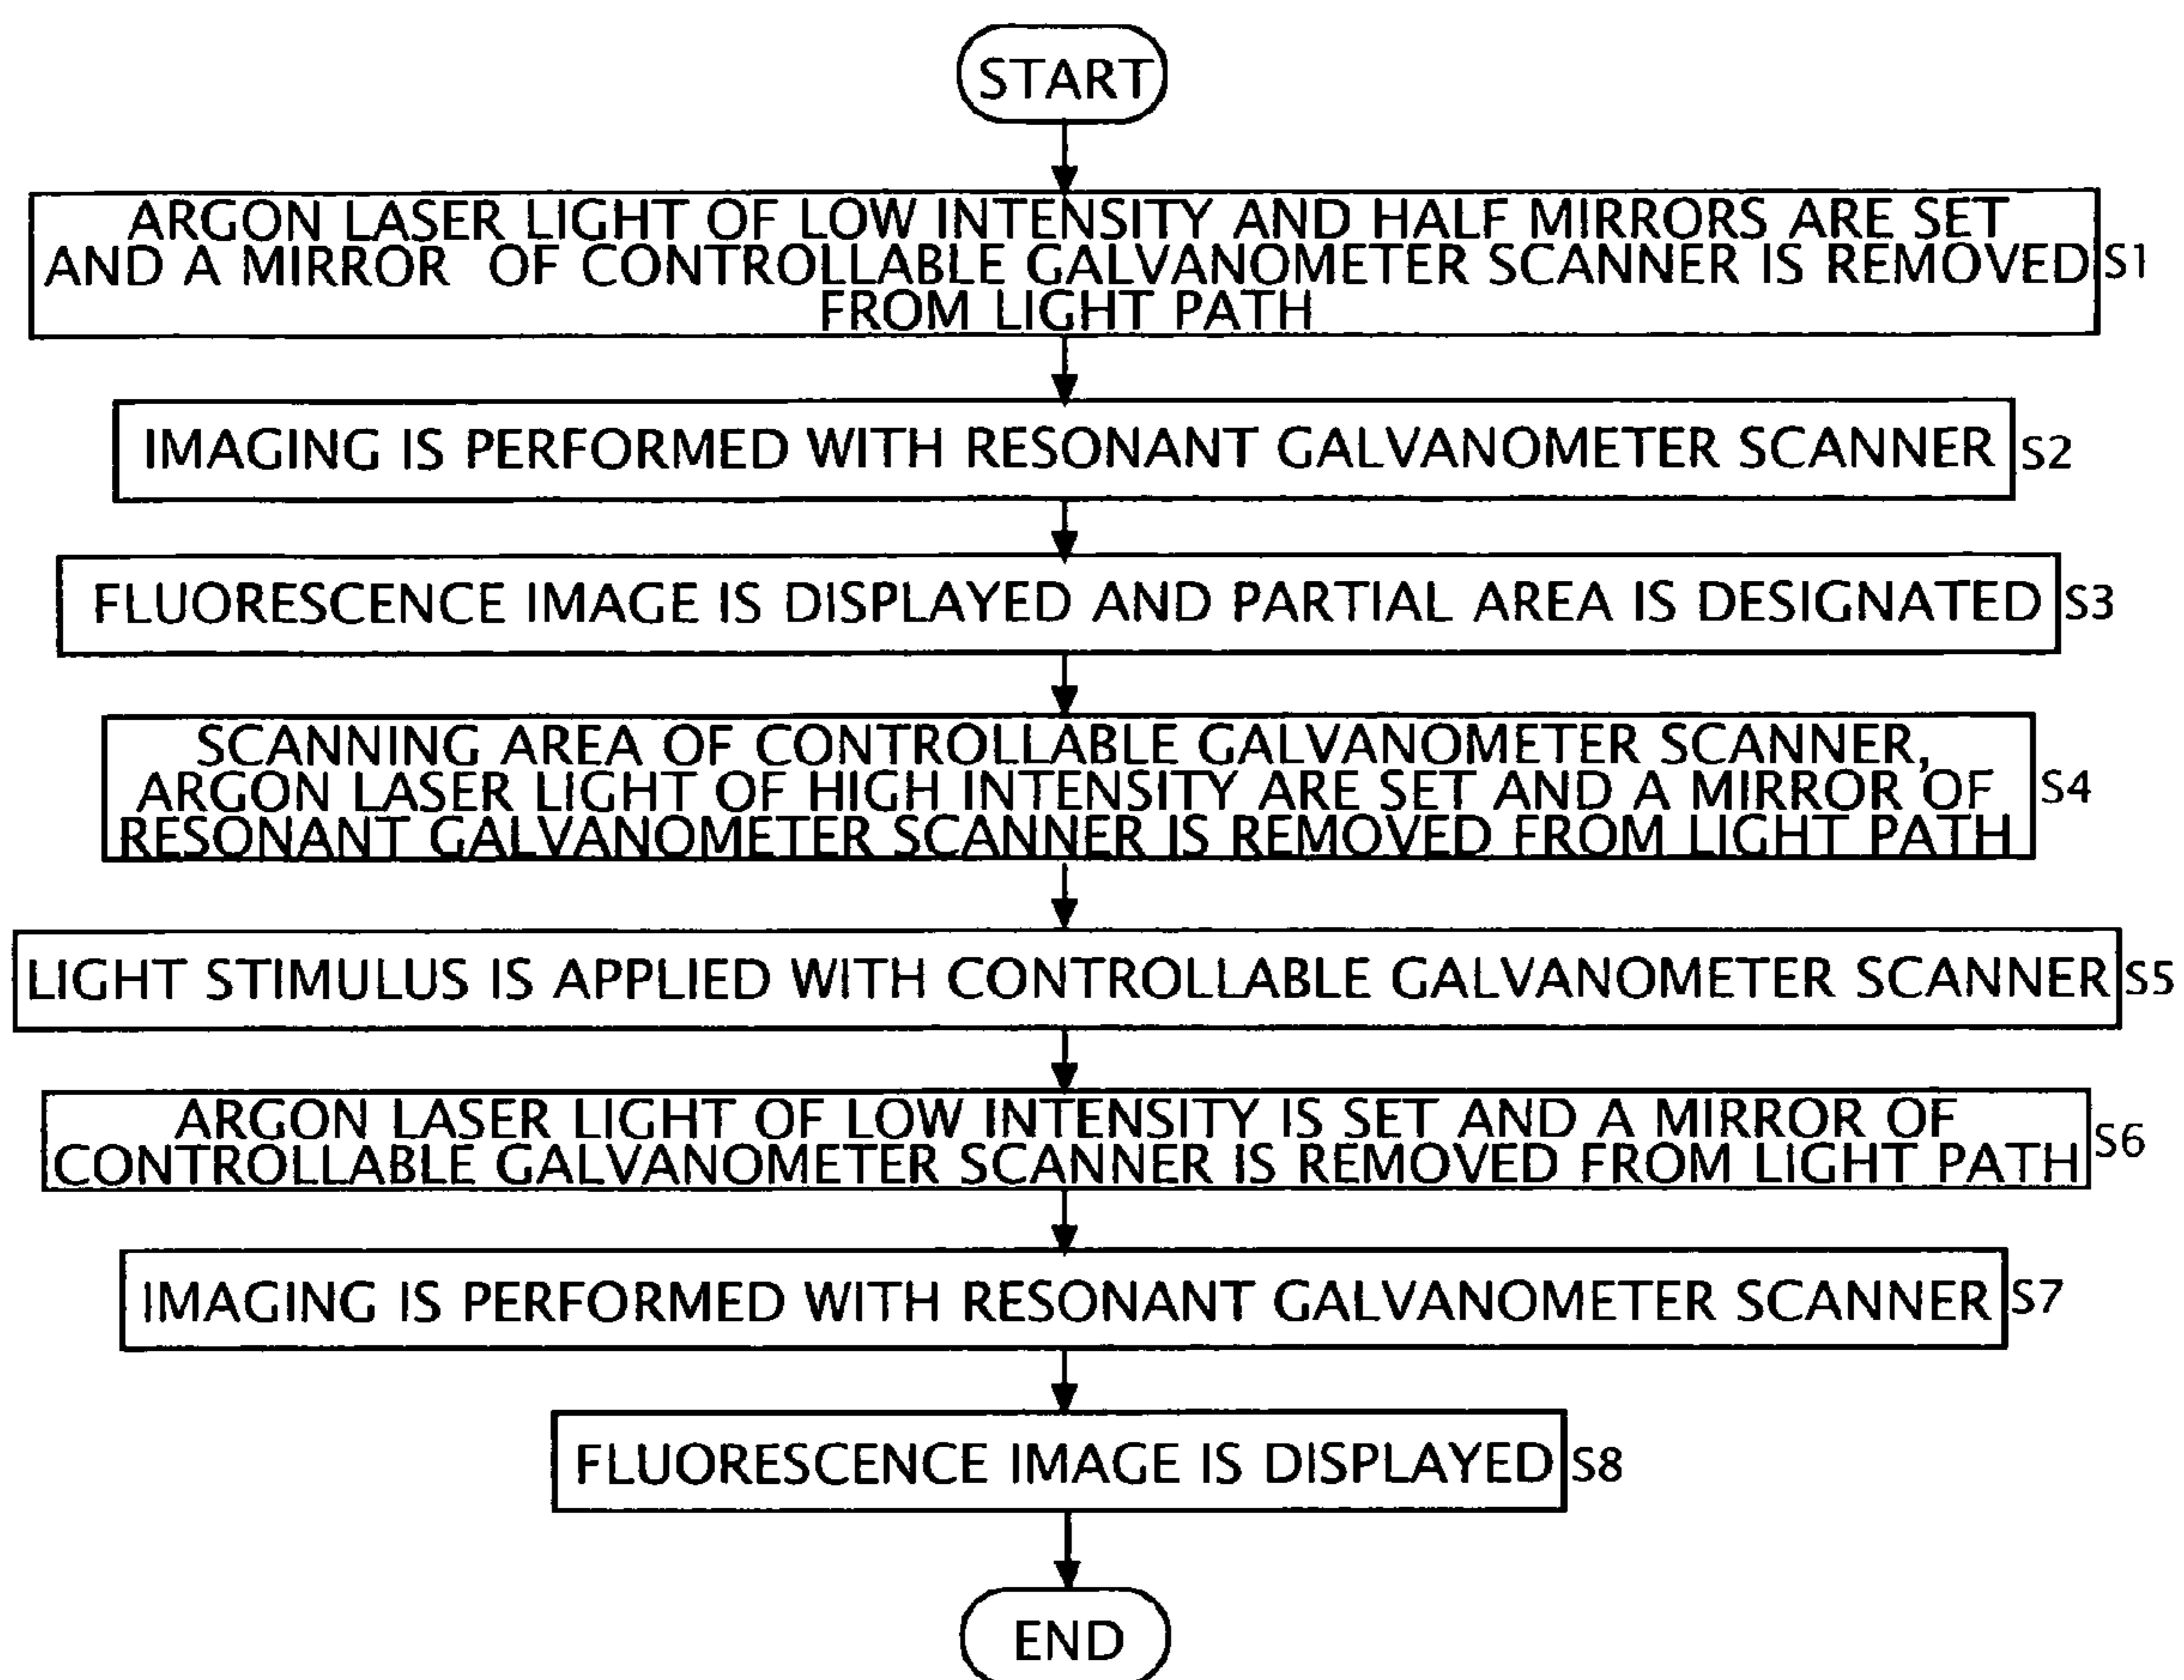 START
ARGON LASER LIGHT OF LOW INTENSITY AND HALF MIRRORS ARE SET
AND A MIRROR OF CONTROLLABLE GALVANOMETER SCANNER IS REMOVED S1
FROM LIGHT PATH
IMAGING IS PERFORMED WITH RESONANT GALVANOMETER SCANNER S2
FLUORESCENCE IMAGE IS DISPLAYED AND PARTIAL AREA IS DESIGNATED S3
SCANNING AREA OF CONTROLLABLE GALVANOMETER SCANNER,
ARGON LASER LIGHT OF HIGH INTENSITY ARE SET AND A MIRROR OF S4
RESONANT GALVANOMETER SCANNER IS REMOVED FROM LIGHT PATH
LIGHT STIMULUS IS APPLIED WITH CONTROLLABLE GALVANOMETER SCANNER S5
ARGON LASER LIGHT OF LOW INTENSITY IS SET AND A MIRROR OF
CONTROLLABLE GALVANOMETER SCANNER IS REMOVED FROM LIGHT PATH S6
IMAGING IS PERFORMED WITH RESONANT GALVANOMETER SCANNER S7
FLUORESCENCE IMAGE IS DISPLAYED S8
END